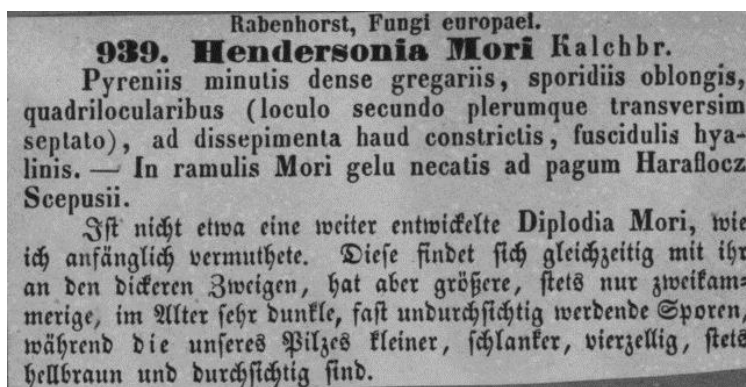 Rabenhorst, Fungi europaei.
939. Hendersonia Mori Kalchbr.
Pyreniis minutis dense gregariis, sporidiis oblongis,
quadrilocularibus (loculo secundo plerumque transversim
septato), ad dissepimenta haud constrictis, fuscidulis hya-
linis. — In ramulis Mori gelu necatis ad pagum Haraflocz
Scepusii.
Ist nicht etwa eine weiter entwickelte Diplodia Mori, wie
ich anfänglich vermuthete. Diese findet sich gleichzeitig mit ihr
an den dickeren Zweigen, hat aber größere, stets nur zweikam-
merige, im Alter sehr dunkle, fast undurchsichtig werdende Sporen,
während die unseres Pilzes kleiner, schlanker, vierzellig, stets
hellbraun und durchsichtig sind.